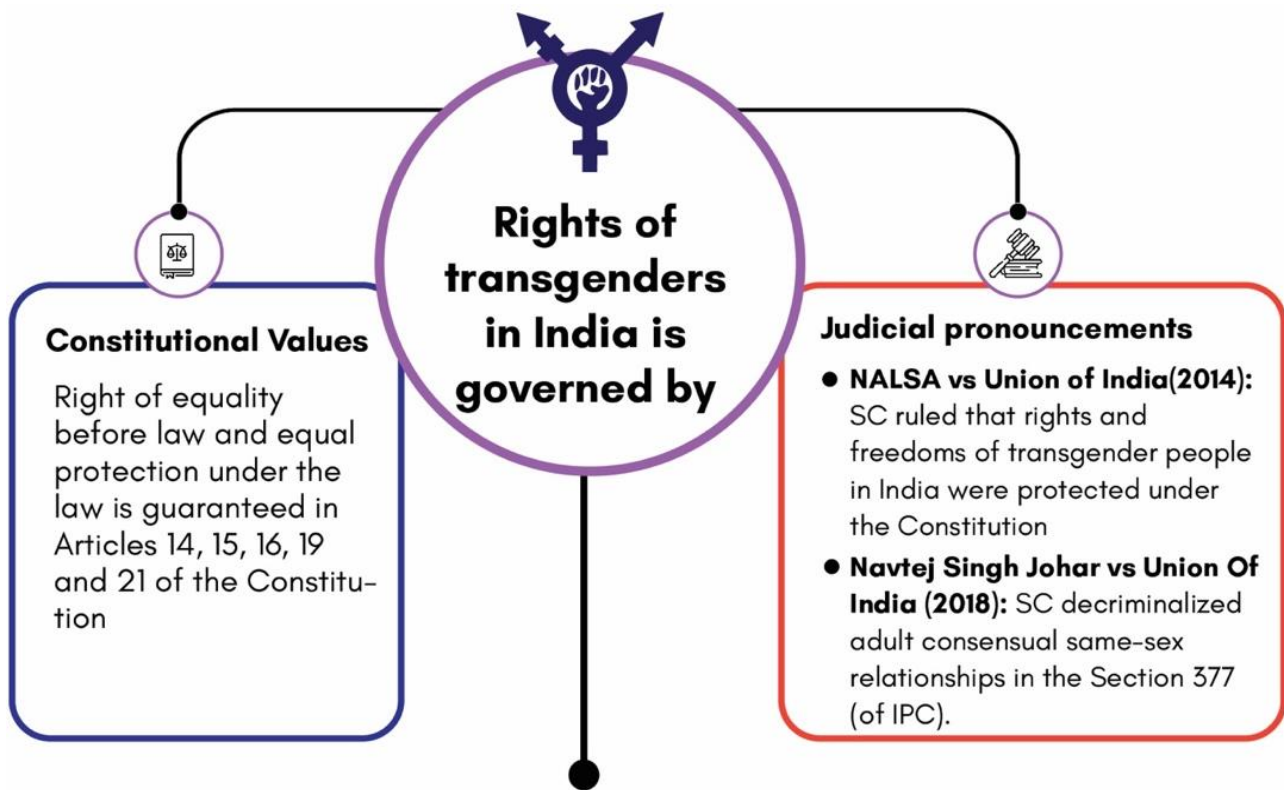 Rights of
transgenders
in India is
governed by
Constitutional Values
Right of equality
before law and equal
protection under the
law is guaranteed in
Articles 14, 15, 16, 19
and 21 of the Constitu-
tion
Judicial pronouncements
● NALSA vs Union of India(2014):
SC ruled that rights and
freedoms of transgender people
in India were protected under
the Constitution
● Navtej Singh Johar vs Union Of
India (2018): SC decriminalized
adult consensual same-sex
relationships in the Section 377
(of IPC).